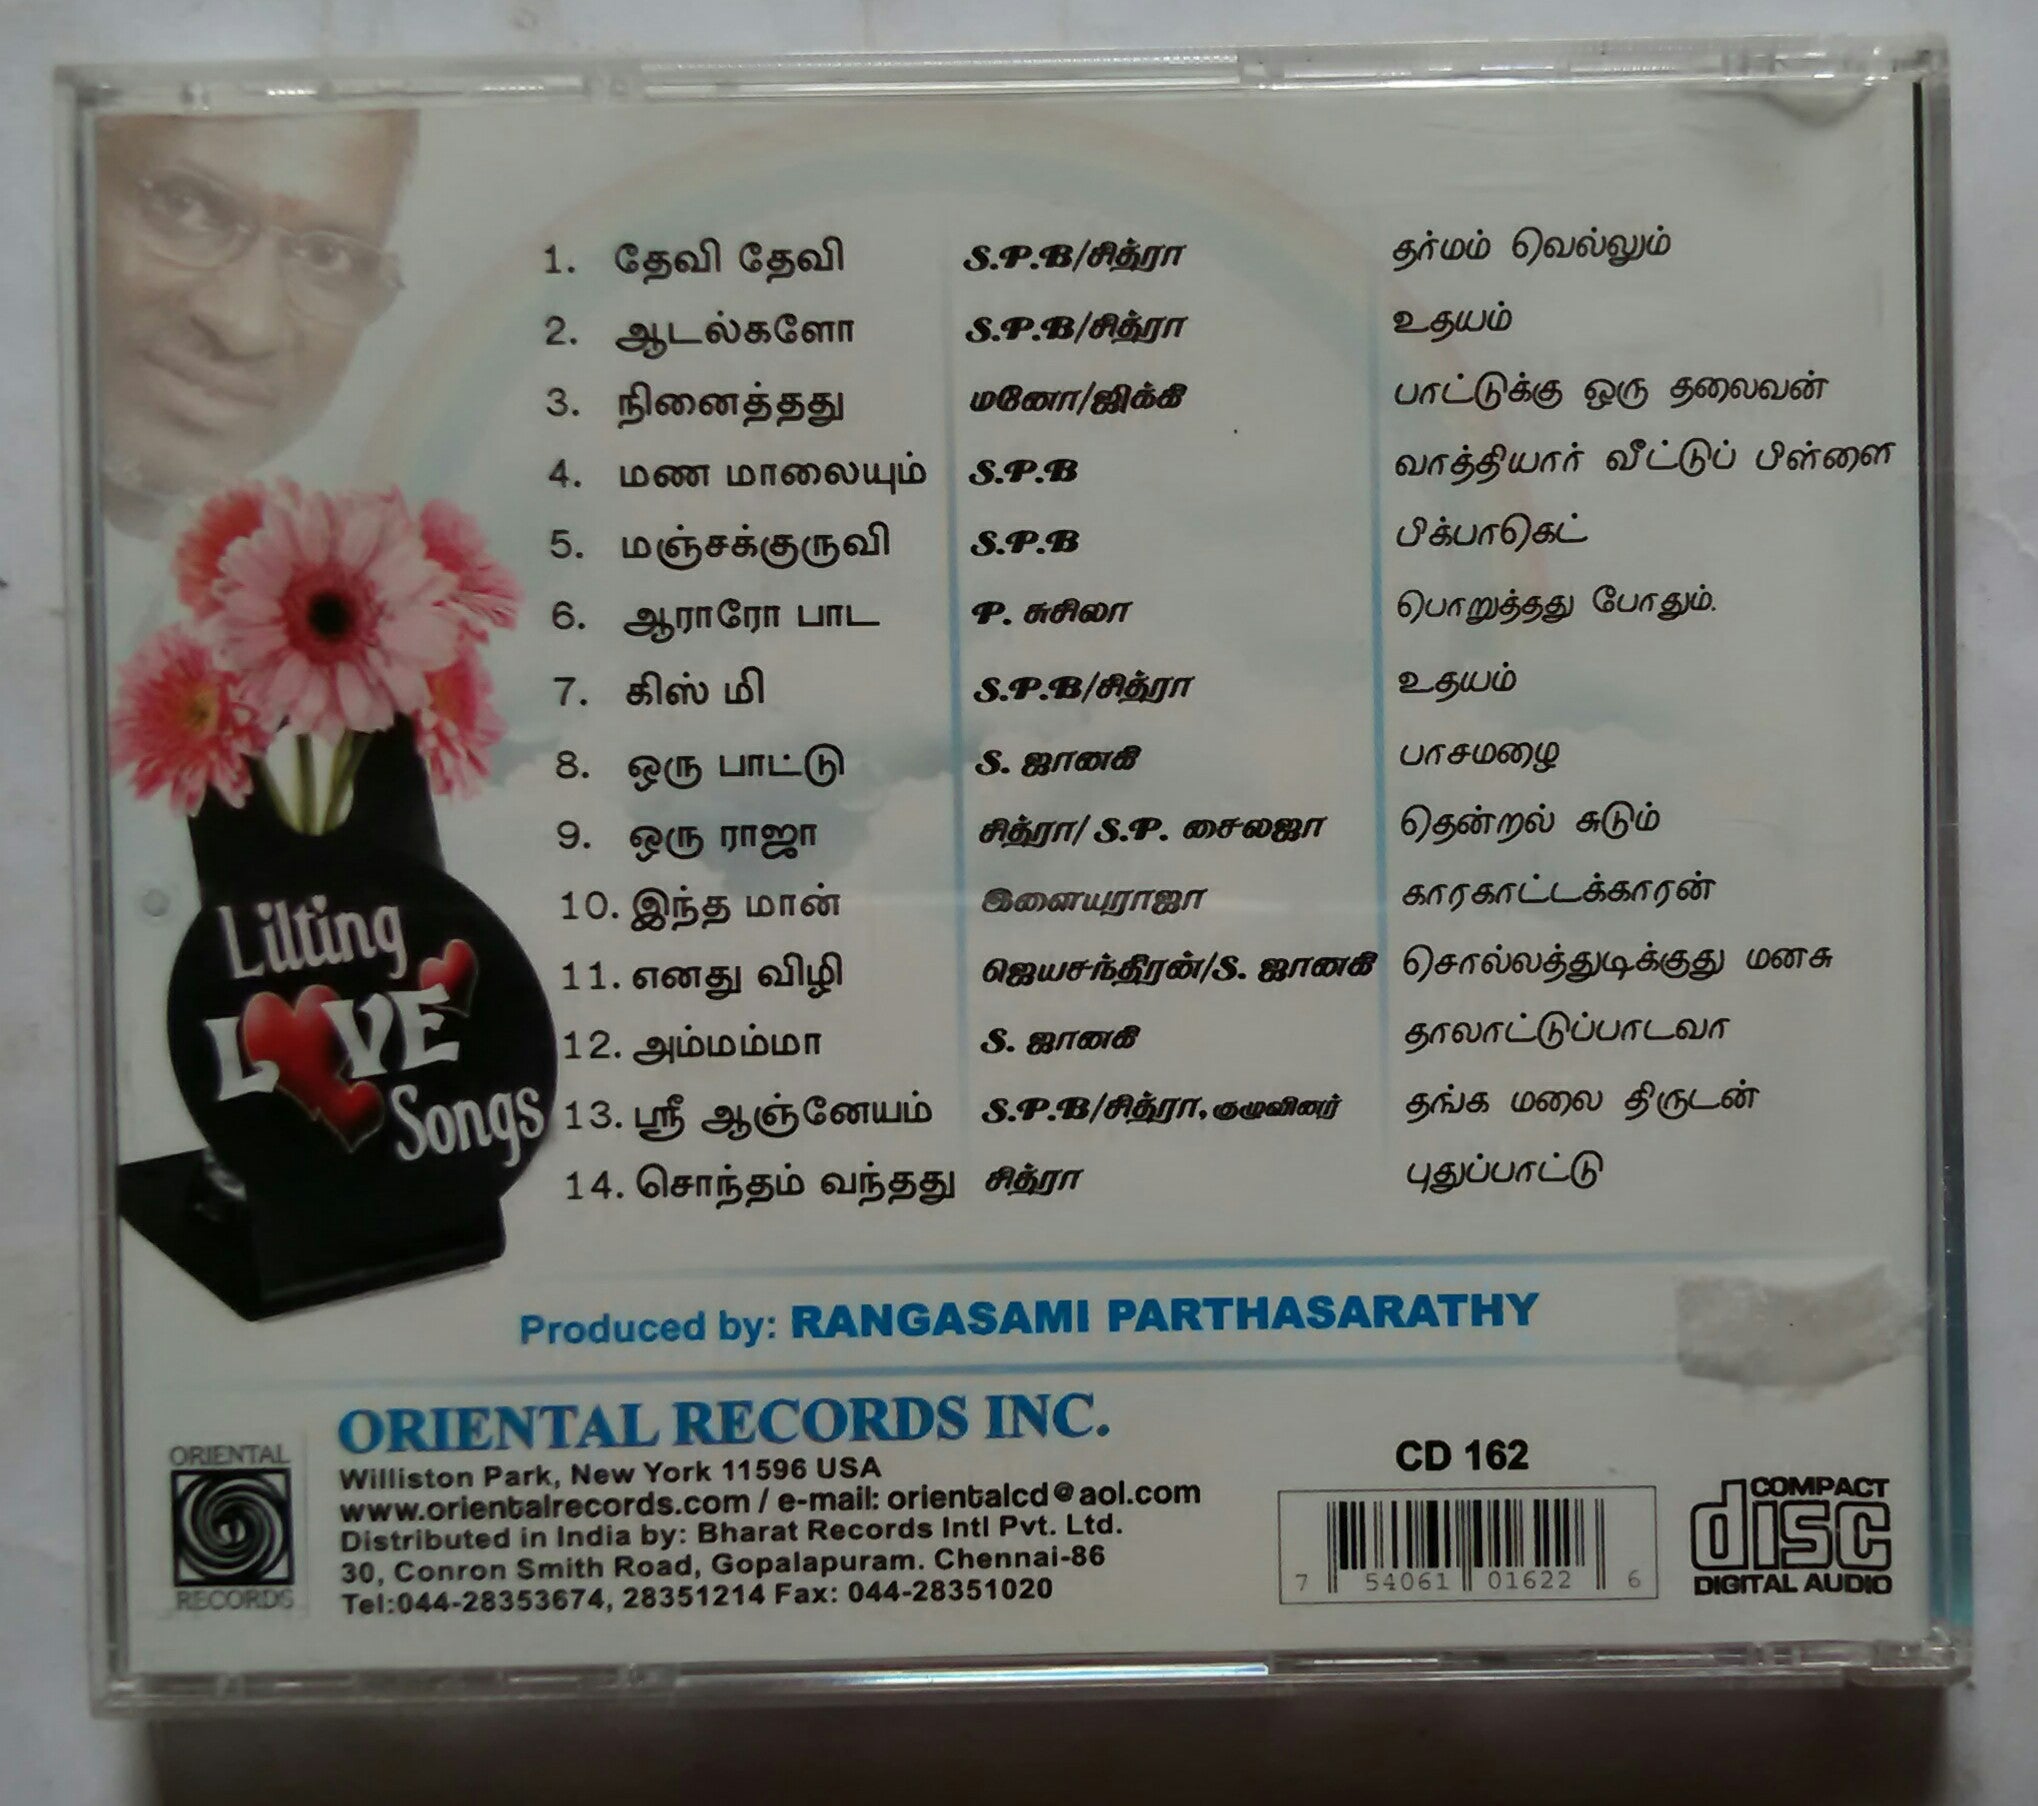 1. தேவி தேவி S.P.B/சித்ரா தர்மம் வெல்லும்
2. ஆடல்களோ S.P.B/சித்ரா உதயம்
3. நினைத்தது மனோ/ஜிக்கி பாட்டுக்கு ஒரு தலைவன்
4. மண மாலையும் S.P.B வாத்தியார் வீட்டுப் பிள்ளை
5. மஞ்சக்குருவி S.P.B பிக்பாகெட்
6. ஆராரோ பாட P. சுசிலா பொறுத்தது போதும்.
7. கிஸ் மி S.P.B/சித்ரா உதயம்
8. ஒரு பாட்டு S. ஜானகி பாசமழை
9. ஒரு ராஜா சித்ரா/ S.P. சைலஜா தென்றல் சுடும்
10. இந்த மான் இளையராஜா காரகாட்டக்காரன்
11. எனது விழி ஜெயசந்திரன்/S. ஜானகி சொல்லத்துடிக்குது மனசு
12. அம்மம்மா S. ஜானகி தாலாட்டுப்பாடவா
13. ஸ்ரீ ஆஞ்னேயம் S.P.B/சித்ரா, குழுவினர் தங்க மலை திருடன்
14. சொந்தம் வந்தது சித்ரா புதுப்பாட்டு
Lilting
LOVE
Songs
Produced by: RANGASAMI PARTHASARATHY
ORIENTAL RECORDS INC.
Williston Park, New York 11596 USA
www.orientalrecords.com / e-mail: orientalcd@aol.com
Distributed in India by: Bharat Records Intl Pvt. Ltd.
30, Conron Smith Road, Gopalapuram. Chennai-86
Tel:044-28353674, 28351214 Fax: 044-28351020
ORIENTAL
RECORDS
CD 162
7 54061 01622 6
COMPACT
disc
DIGITAL AUDIO